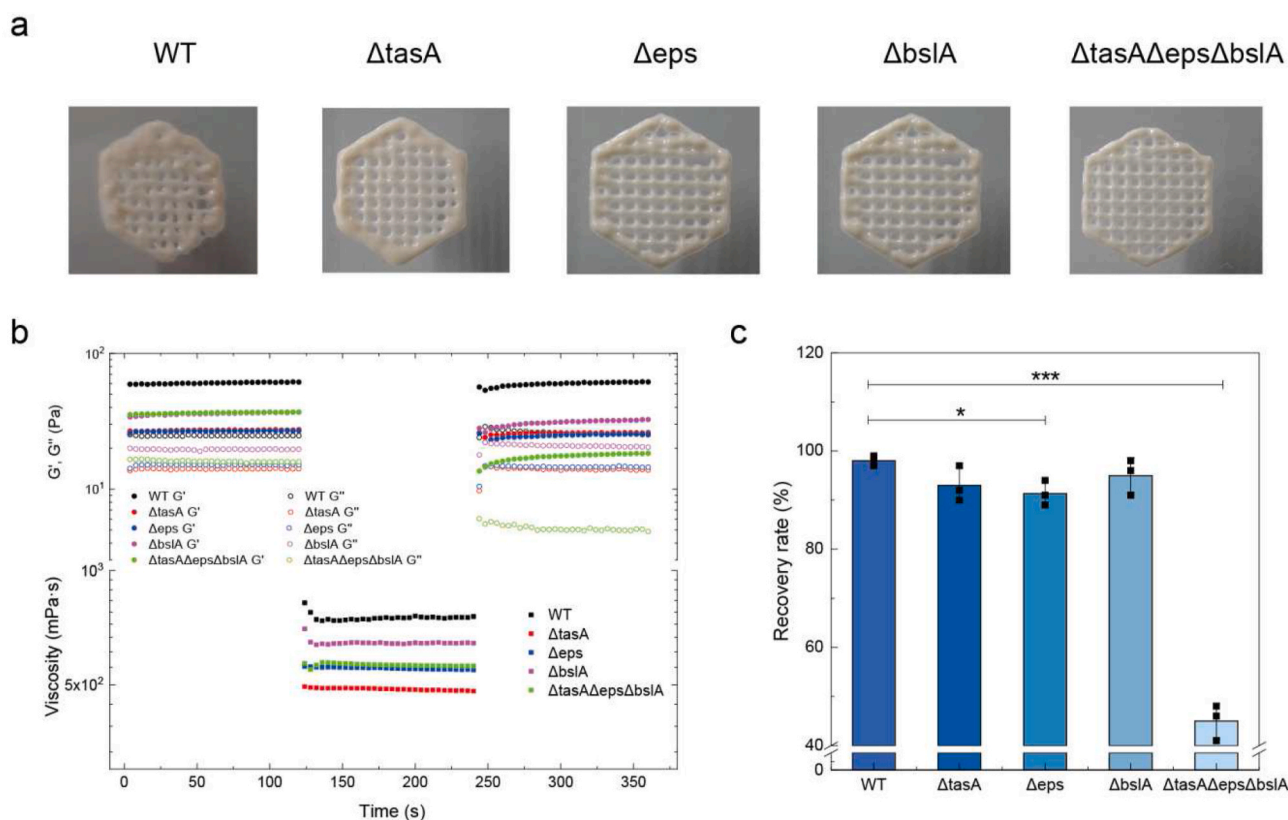 a
WT ΔtasA Δeps ΔbslA ΔtasAΔepsΔbslA
b
10²
10¹
G', G'' (Pa)
WT G' WT G''
ΔtasA G' ΔtasA G''
Δeps G' Δeps G''
ΔbslA G' ΔbslA G''
ΔtasAΔepsΔbslA G' ΔtasAΔepsΔbslA G''
10³
5x10²
Viscosity (mPa·s)
WT
ΔtasA
Δeps
ΔbslA
ΔtasAΔepsΔbslA
0 50 100 150 200 250 300 350
Time (s)
c
120
100
80
60
40
0
Recovery rate (%)
***
*
WT ΔtasA Δeps ΔbslA ΔtasAΔepsΔbslA